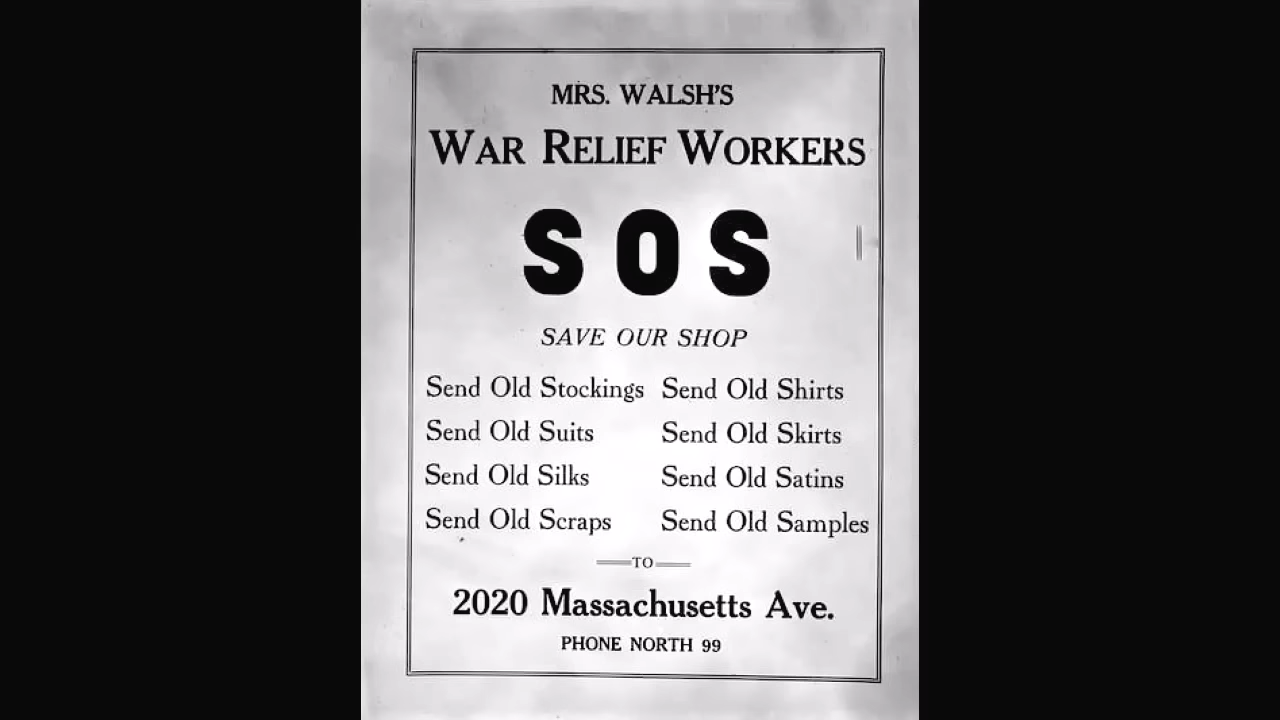 MRS. WALSH'S
WAR RELIEF WORKERS
SOS
SAVE OUR SHOP
Send Old Stockings Send Old Shirts
Send Old Suits Send Old Skirts
Send Old Silks Send Old Satins
Send Old Scraps Send Old Samples
TO
2020 Massachusetts Ave.
PHONE NORTH 99